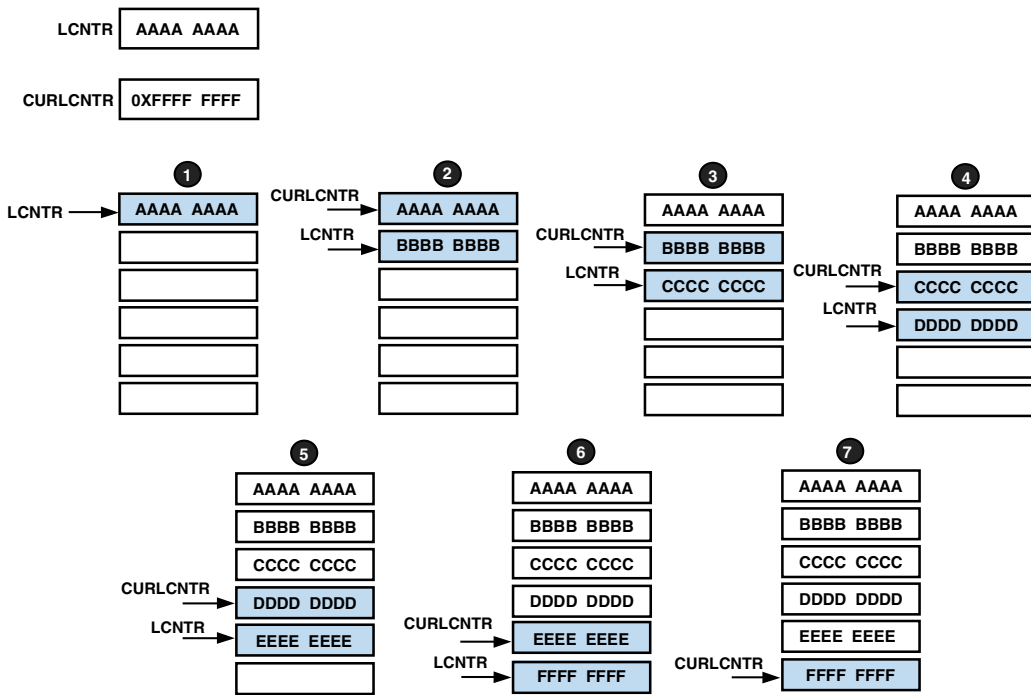 LCNTR AAAA AAAA
CURLCNTR 0XFFFF FFFF
1
LCNTR AAAA AAAA
2
CURLCNTR AAAA AAAA
LCNTR BBBB BBBB
3
AAAA AAAA
CURLCNTR BBBB BBBB
LCNTR CCCC CCCC
4
AAAA AAAA
BBBB BBBB
CURLCNTR CCCC CCCC
LCNTR DDDD DDDD
5
AAAA AAAA
BBBB BBBB
CCCC CCCC
CURLCNTR DDDD DDDD
LCNTR EEEE EEEE
6
AAAA AAAA
BBBB BBBB
CCCC CCCC
DDDD DDDD
CURLCNTR EEEE EEEE
LCNTR FFFF FFFF
7
AAAA AAAA
BBBB BBBB
CCCC CCCC
DDDD DDDD
EEEE EEEE
CURLCNTR FFFF FFFF